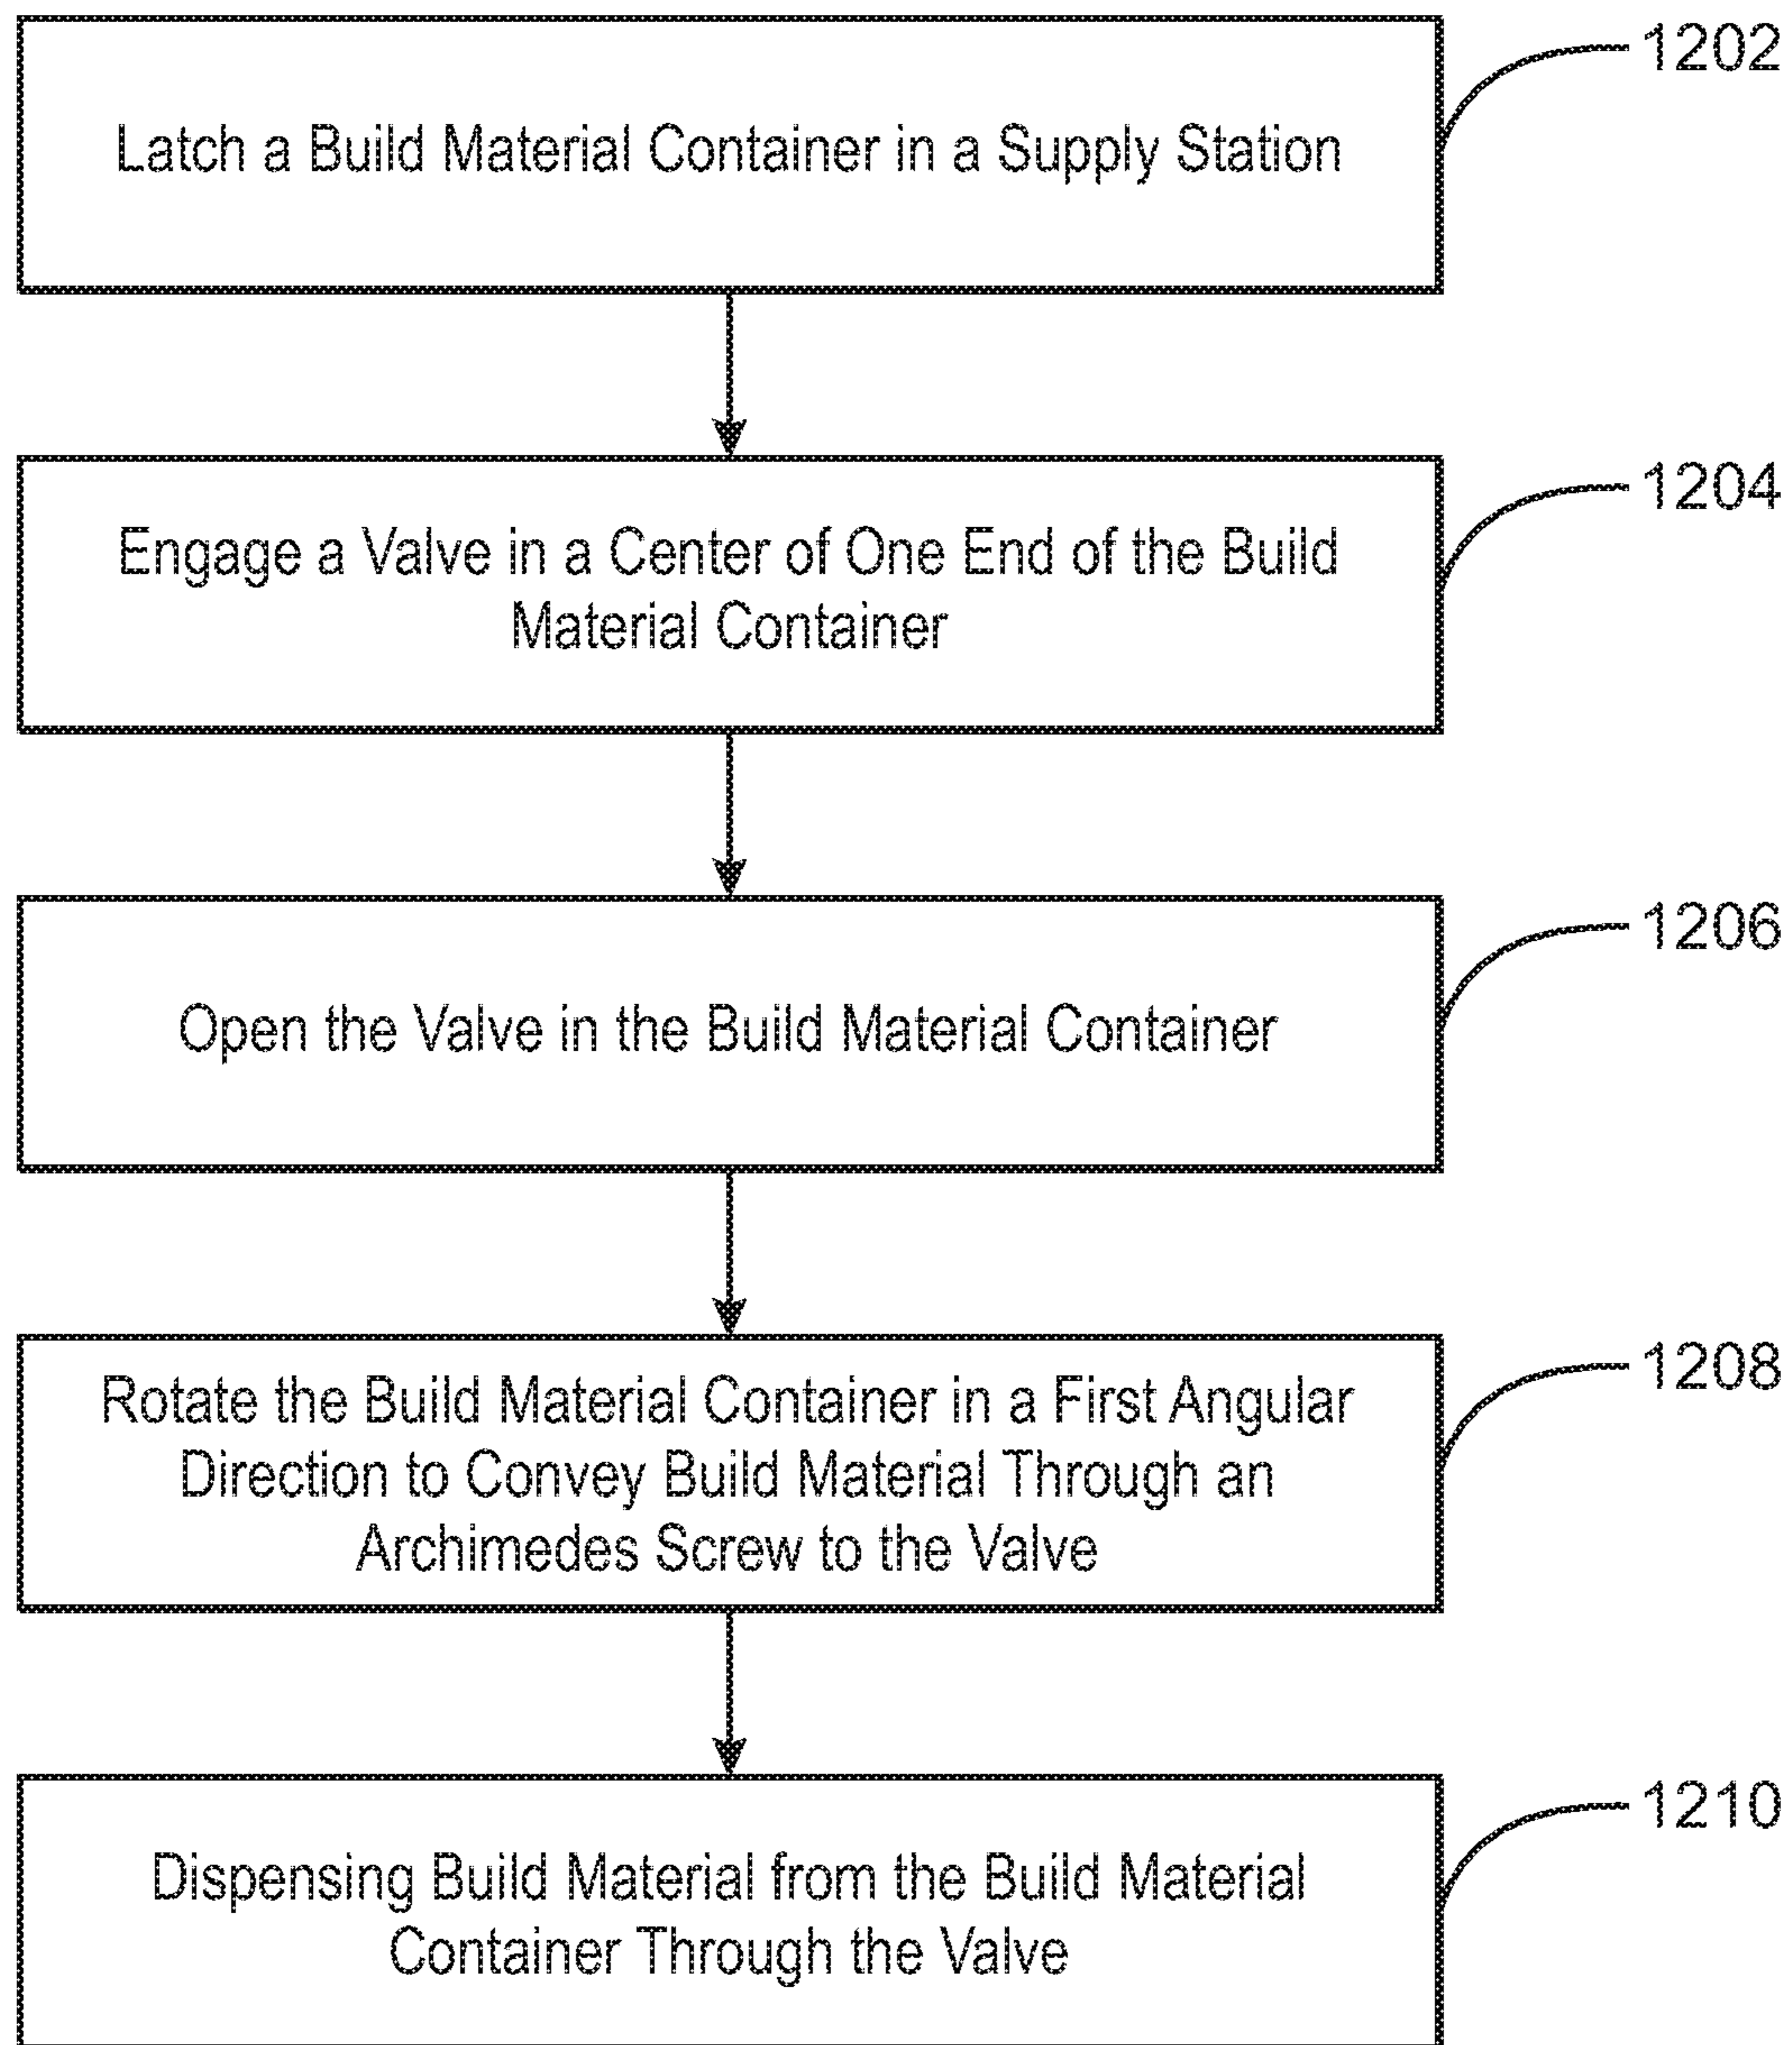 1202
Latch a Build Material Container in a Supply Station
1204
Engage a Valve in a Center of One End of the Build
Material Container
1206
Open the Valve in the Build Material Container
1208
Rotate the Build Material Container in a First Angular
Direction to Convey Build Material Through an
Archimedes Screw to the Valve
1210
Dispensing Build Material from the Build Material
Container Through the Valve